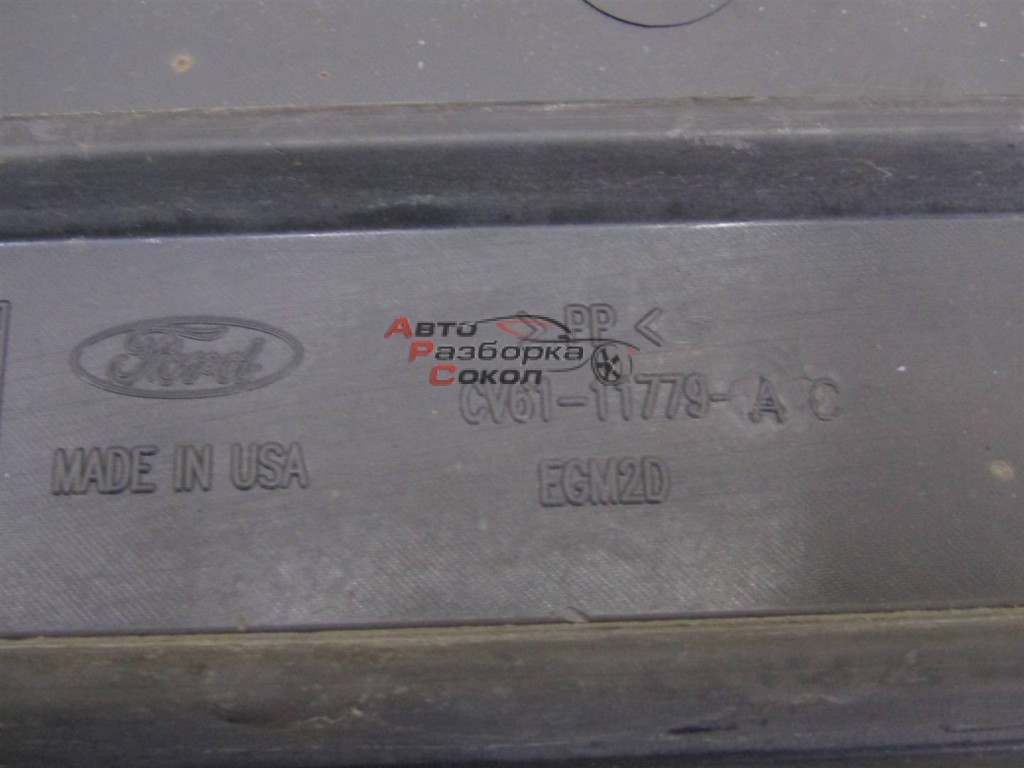 > PP <
Ford
Авто
Разборка
Сокол
CV61-11779- A C
MADE IN USA
EGM2D